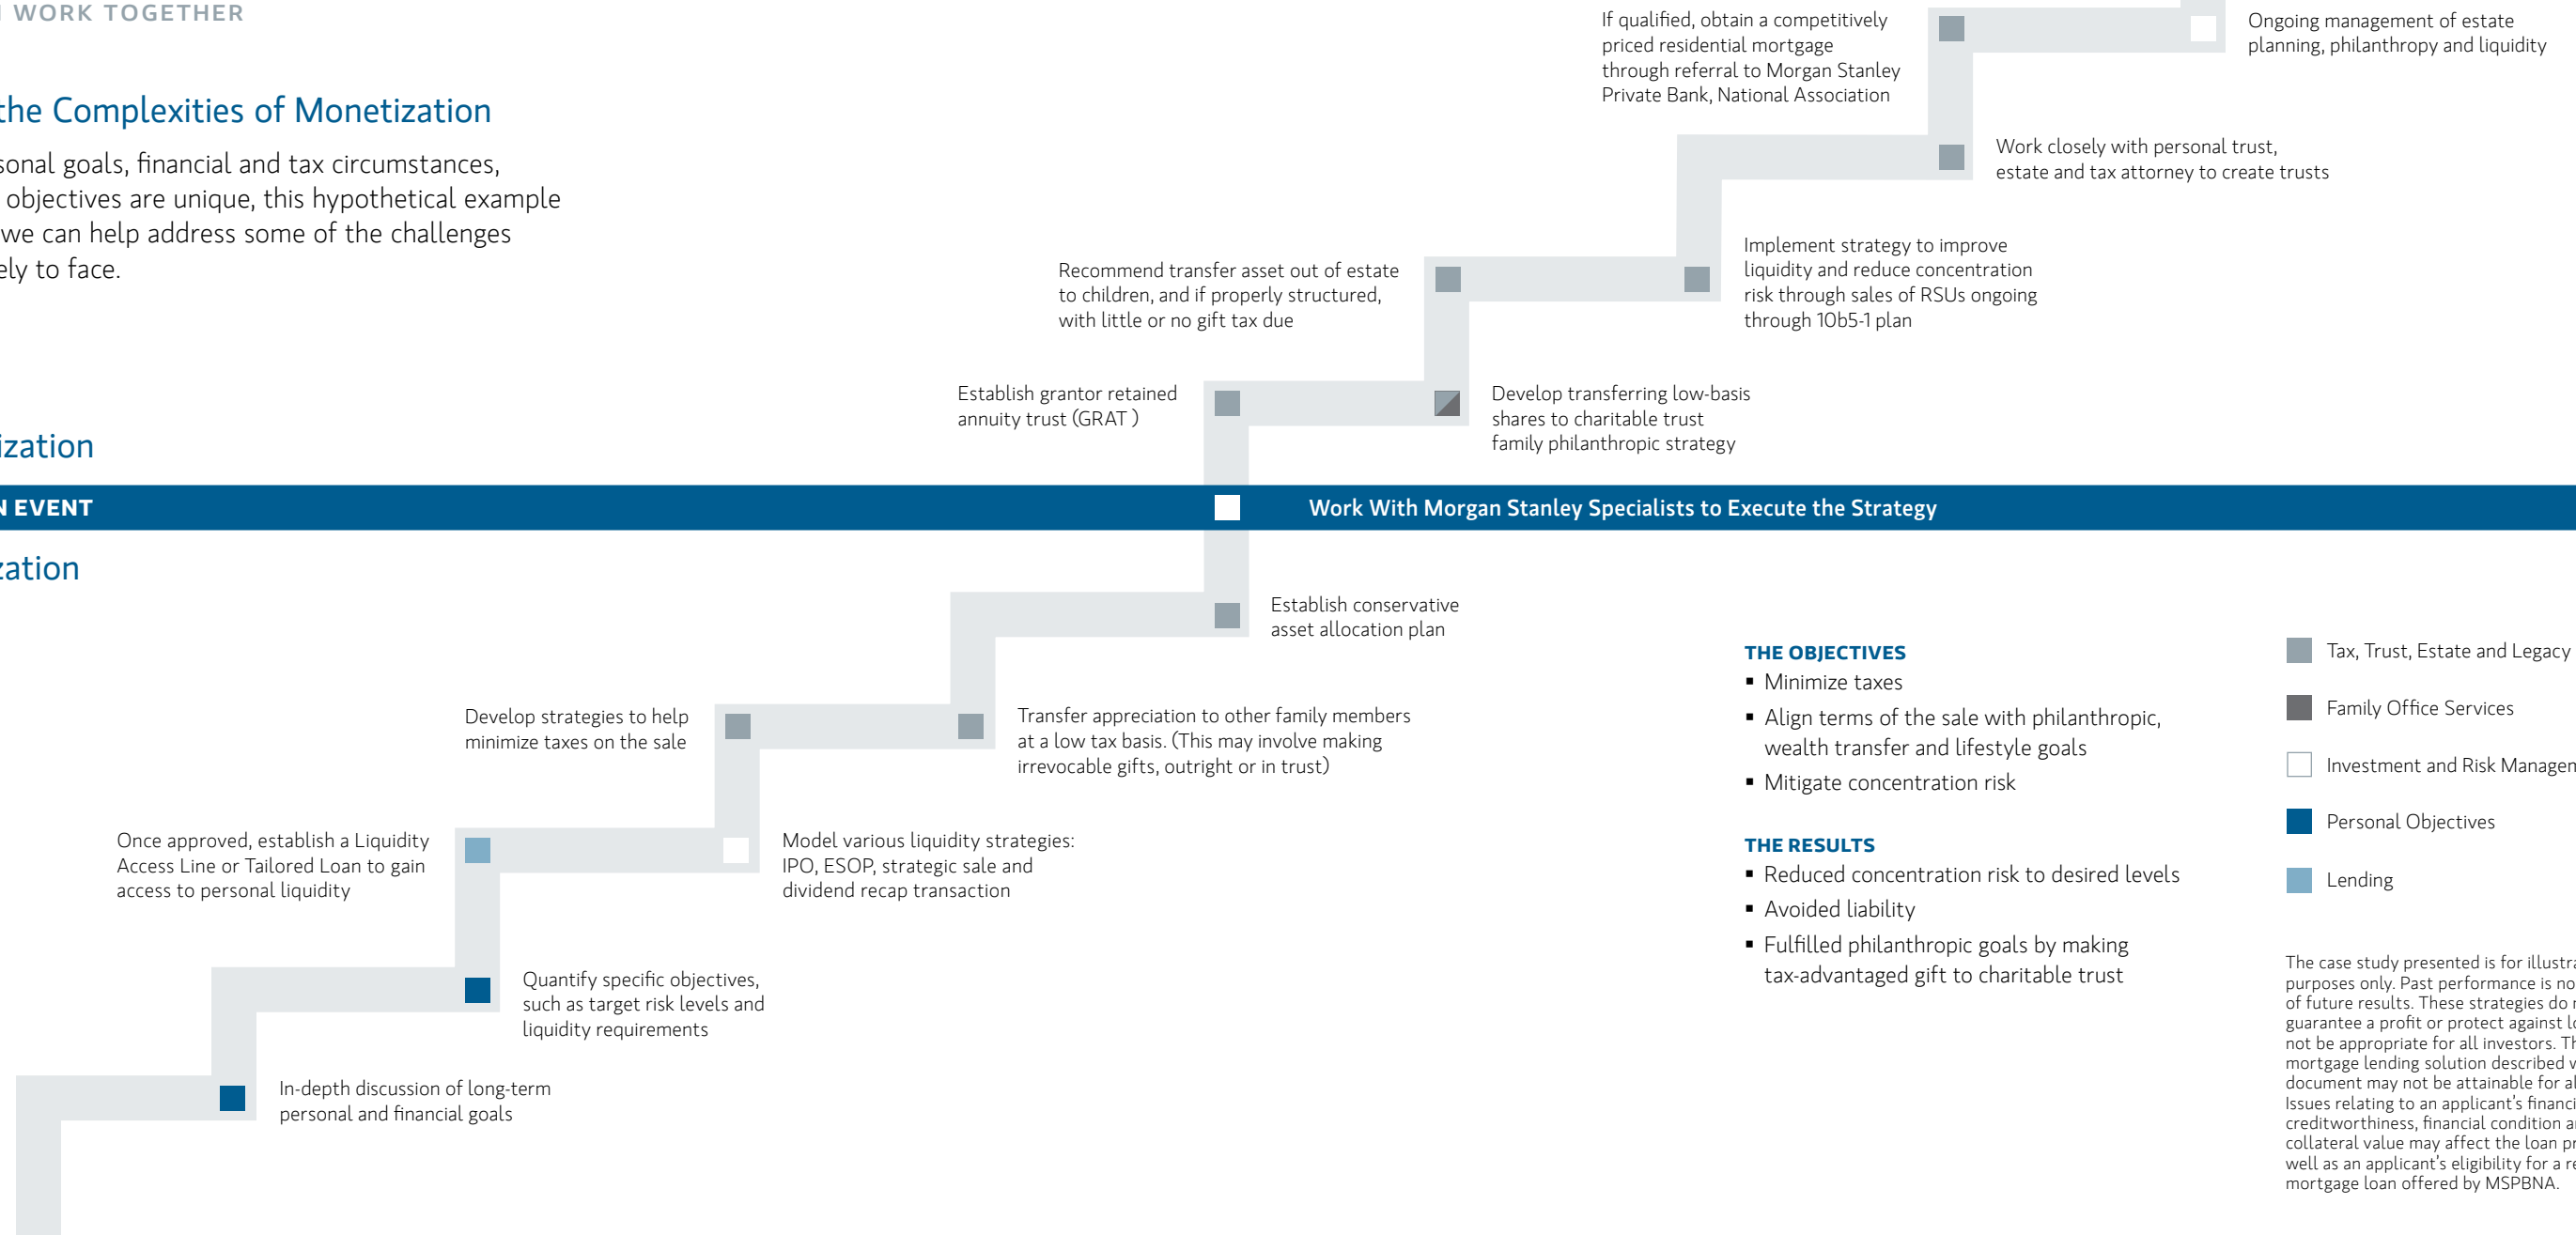 WORK TOGETHER
the Complexities of Monetization
sonal goals, financial and tax circumstances,
objectives are unique, this hypothetical example
we can help address some of the challenges
ely to face.
If qualified, obtain a competitively
priced residential mortgage
through referral to Morgan Stanley
Private Bank, National Association
Ongoing management of estate
planning, philanthropy and liquidity
Work closely with personal trust,
estate and tax attorney to create trusts
Recommend transfer asset out of estate
to children, and if properly structured,
with little or no gift tax due
Implement strategy to improve
liquidity and reduce concentration
risk through sales of RSUs ongoing
through 10b5-1 plan
Establish grantor retained
annuity trust (GRAT )
Develop transferring low-basis
shares to charitable trust
family philanthropic strategy
ization
N EVENT
Work With Morgan Stanley Specialists to Execute the Strategy
zation
Establish conservative
asset allocation plan
Develop strategies to help
minimize taxes on the sale
Transfer appreciation to other family members
at a low tax basis. (This may involve making
irrevocable gifts, outright or in trust)
Once approved, establish a Liquidity
Access Line or Tailored Loan to gain
access to personal liquidity
Model various liquidity strategies:
IPO, ESOP, strategic sale and
dividend recap transaction
Quantify specific objectives,
such as target risk levels and
liquidity requirements
In-depth discussion of long-term
personal and financial goals
THE OBJECTIVES
▪ Minimize taxes
▪ Align terms of the sale with philanthropic,
wealth transfer and lifestyle goals
▪ Mitigate concentration risk
THE RESULTS
▪ Reduced concentration risk to desired levels
▪ Avoided liability
▪ Fulfilled philanthropic goals by making
tax-advantaged gift to charitable trust
Tax, Trust, Estate and Legacy
Family Office Services
Investment and Risk Managem
Personal Objectives
Lending
The case study presented is for illustra
purposes only. Past performance is no
of future results. These strategies do n
guarantee a profit or protect against lo
not be appropriate for all investors. Th
mortgage lending solution described w
document may not be attainable for al
Issues relating to an applicant's financi
creditworthiness, financial condition a
collateral value may affect the loan pr
well as an applicant's eligibility for a re
mortgage loan offered by MSPBNA.